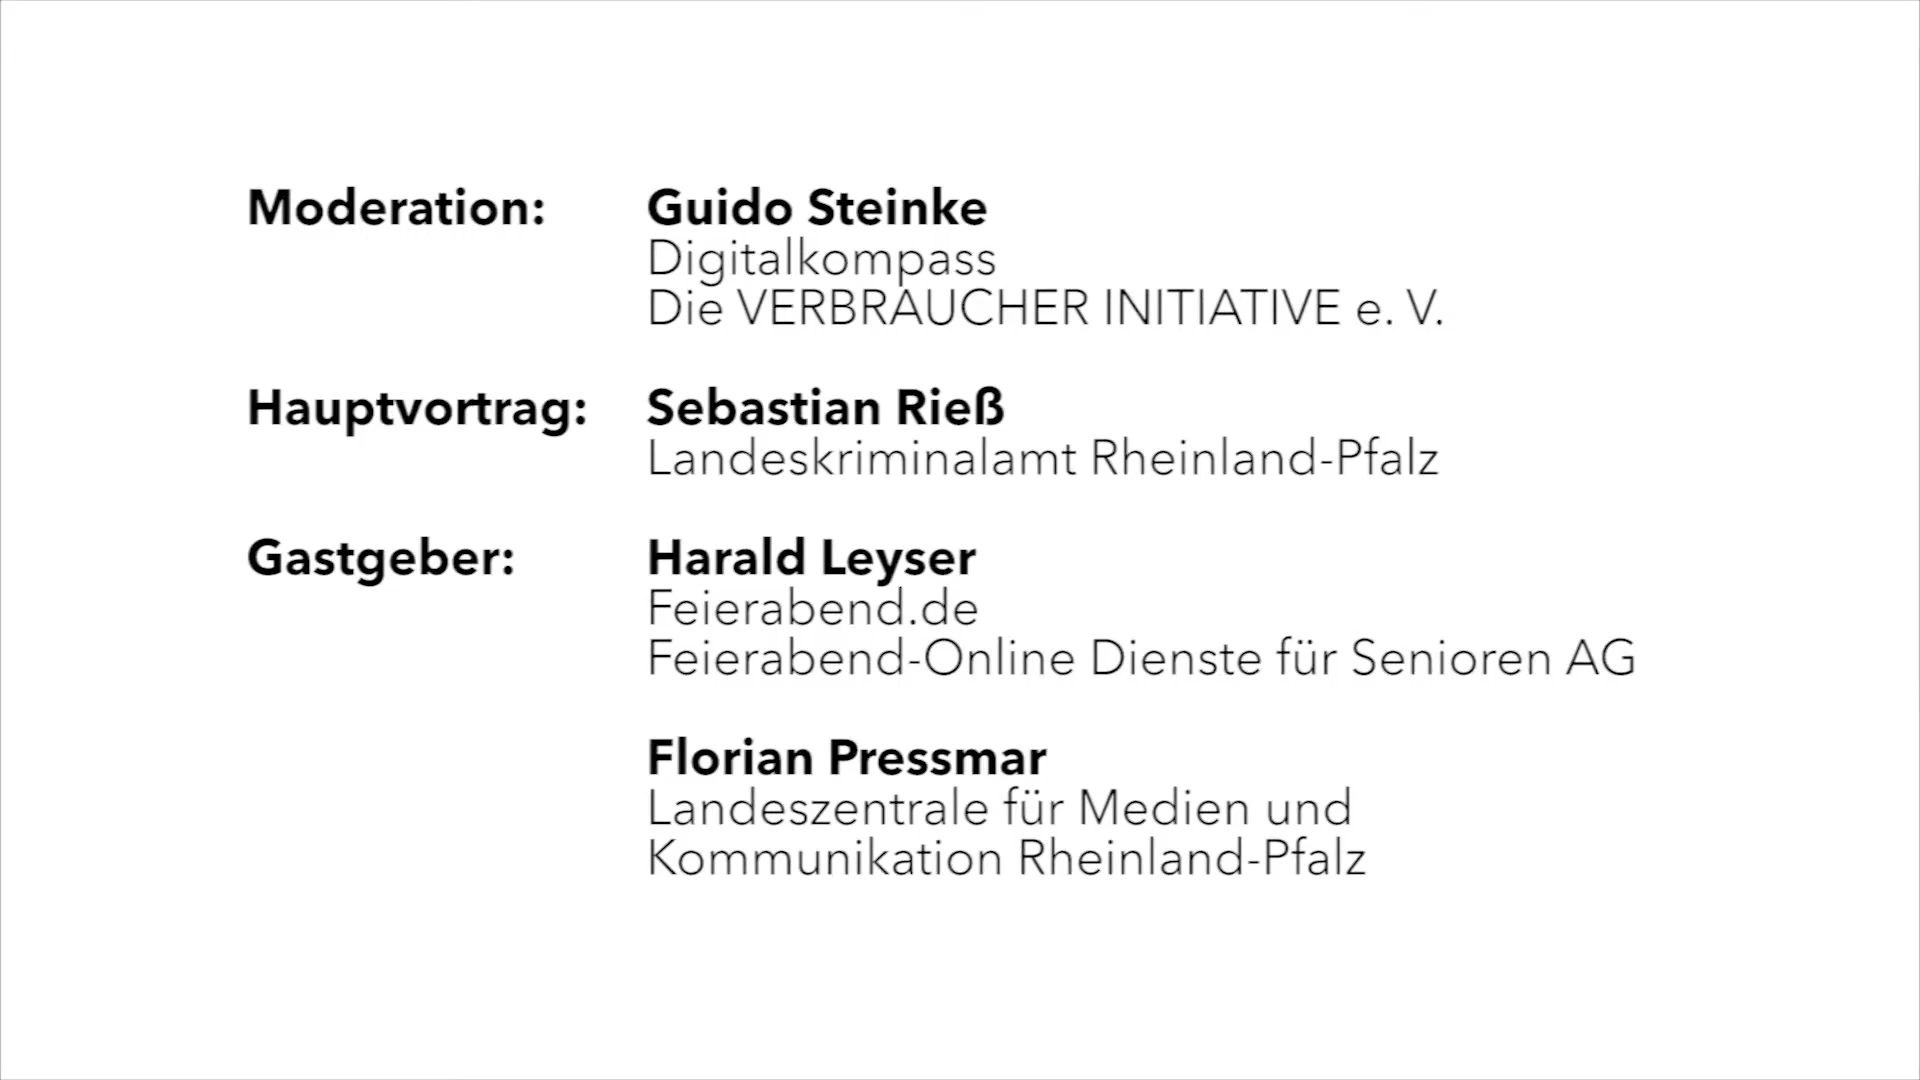 Moderation: Guido Steinke
Digitalkompass
Die VERBRAUCHER INITIATIVE e. V.
Hauptvortrag: Sebastian Rieß
Landeskriminalamt Rheinland-Pfalz
Gastgeber: Harald Leyser
Feierabend.de
Feierabend-Online Dienste für Senioren AG
Florian Pressmar
Landeszentrale für Medien und
Kommunikation Rheinland-Pfalz